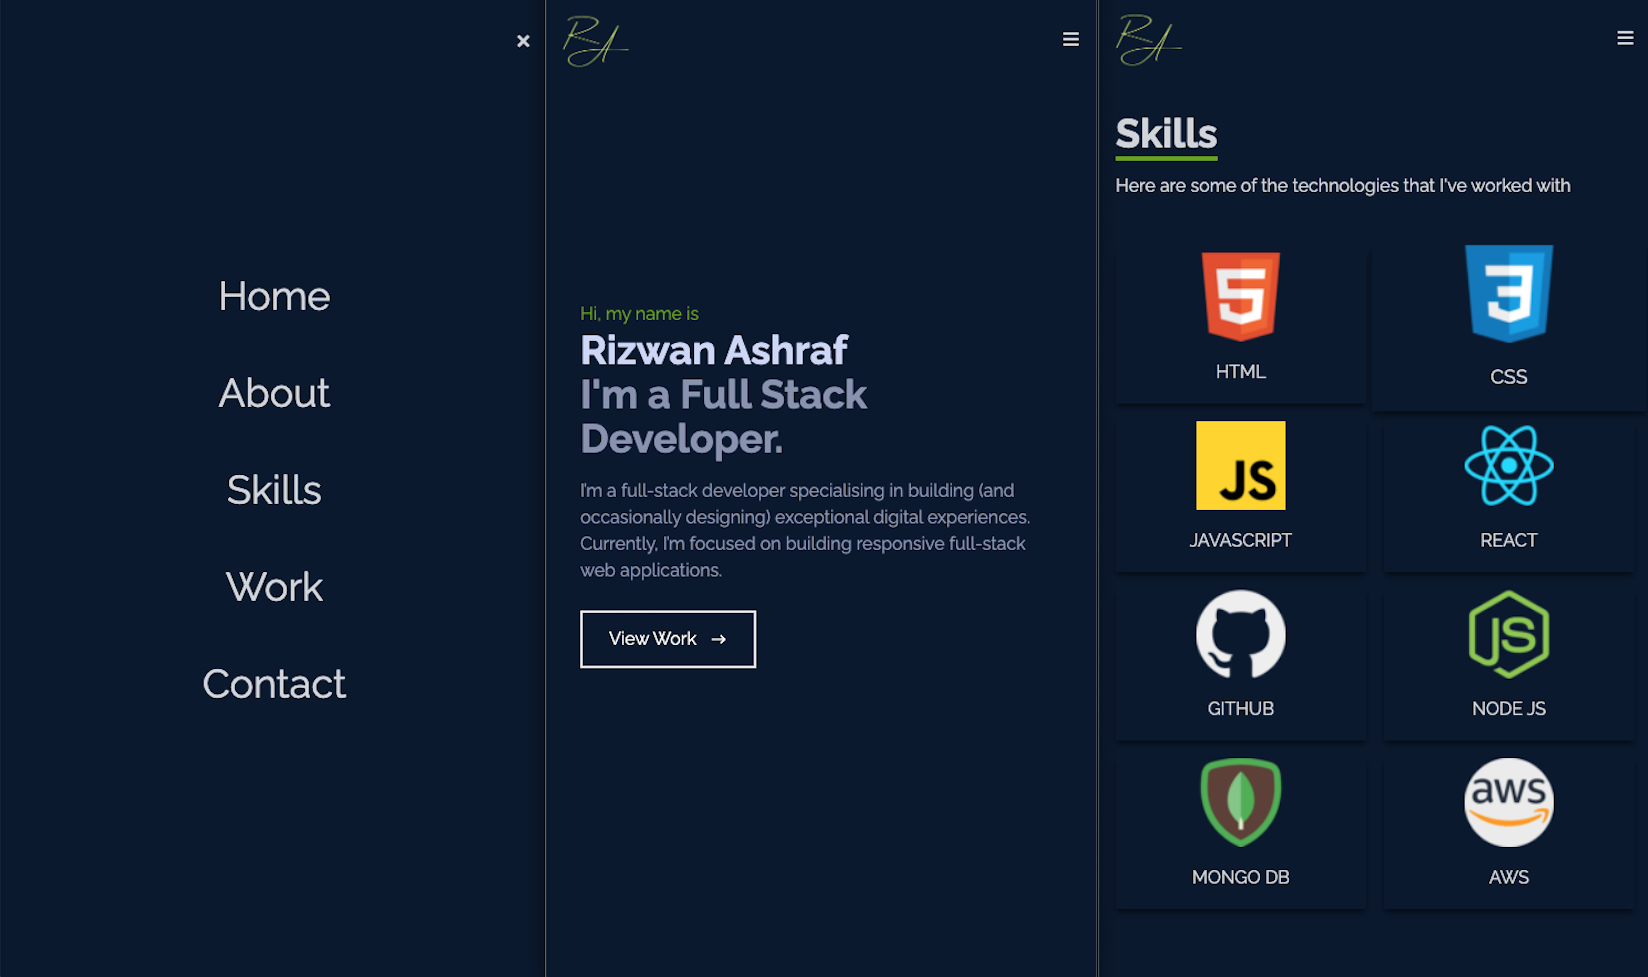 ×
Home
About
Skills
Work
Contact
RA
Hi, my name is
Rizwan Ashraf
I'm a Full Stack
Developer.
I'm a full-stack developer specialising in building (and
occasionally designing) exceptional digital experiences.
Currently, I'm focused on building responsive full-stack
web applications.
View Work →
RA
Skills
Here are some of the technologies that I've worked with
5
HTML
3
CSS
JS
JAVASCRIPT
REACT
GITHUB
JS
NODE JS
MONGO DB
aws
AWS